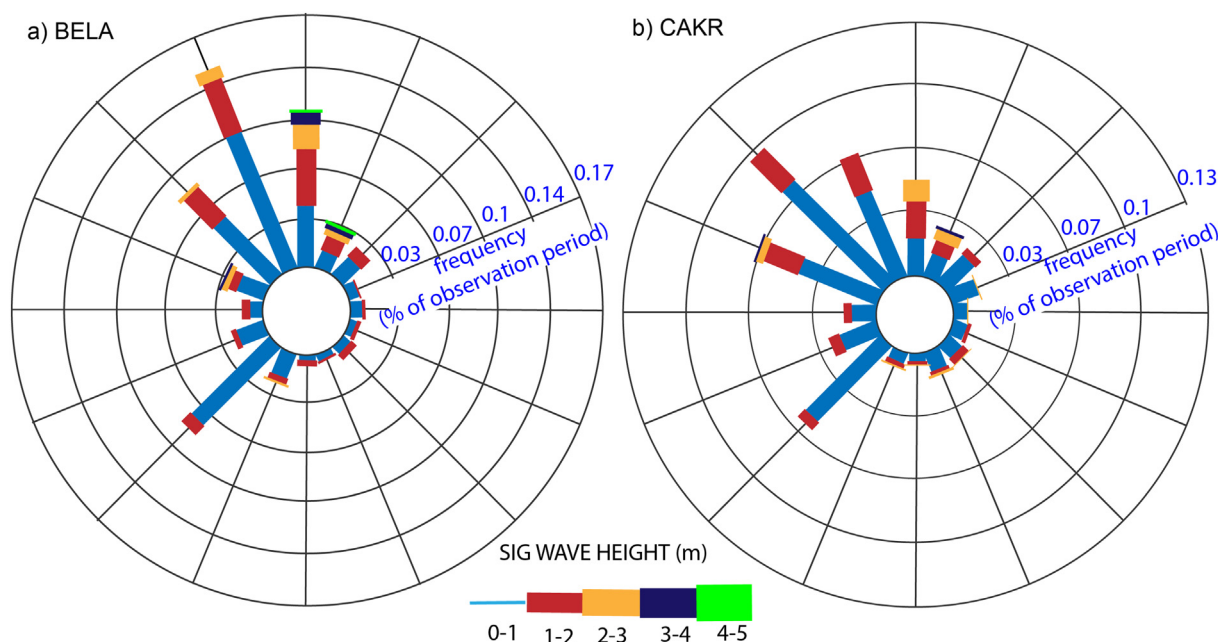 a) BELA
b) CAKR
0.17
0.14
0.1
0.07
0.03
frequency
(% of observation period)
0.13
0.1
0.07
0.03
frequency
(% of observation period)
SIG WAVE HEIGHT (m)
0-1 1-2 2-3 3-4 4-5